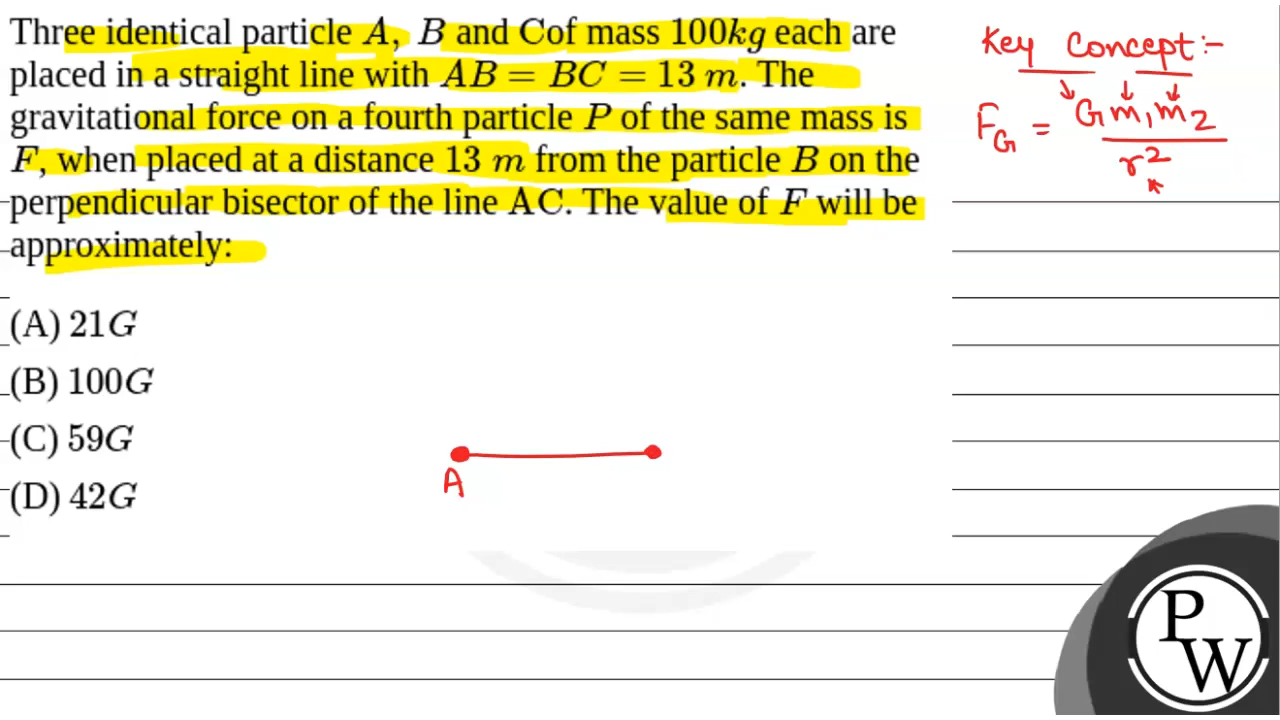 Three identical particle A, B and Cof mass 100kg each are
placed in a straight line with AB = BC = 13 m. The
gravitational force on a fourth particle P of the same mass is
F, when placed at a distance 13 m from the particle B on the
perpendicular bisector of the line AC. The value of F will be
approximately:
(A) 21G
(B) 100G
(C) 59G
(D) 42G
Key Concept:-
F_G = G m₁ m₂ / r²
A
P
W